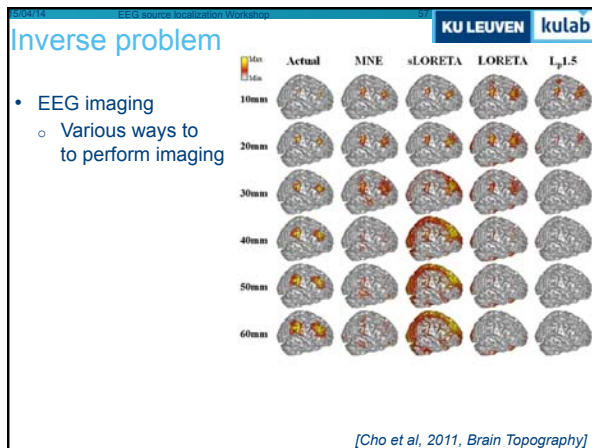 15/04/14 EEG source localization Workshop 57
KU LEUVEN kulab
Inverse problem
• EEG imaging
o Various ways to
to perform imaging
Max
Min
Actual MNE sLORETA LORETA Lp1.5
10mm
20mm
30mm
40mm
50mm
60mm
[Cho et al, 2011, Brain Topography]